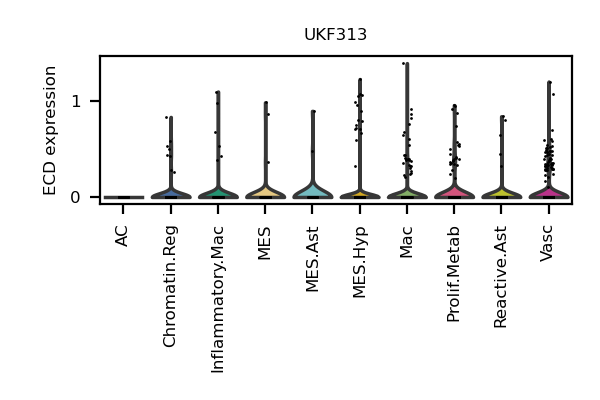 UKF313
ECD expression
1
0
AC
Chromatin.Reg
Inflammatory.Mac
MES
MES.Ast
MES.Hyp
Mac
Prolif.Metab
Reactive.Ast
Vasc